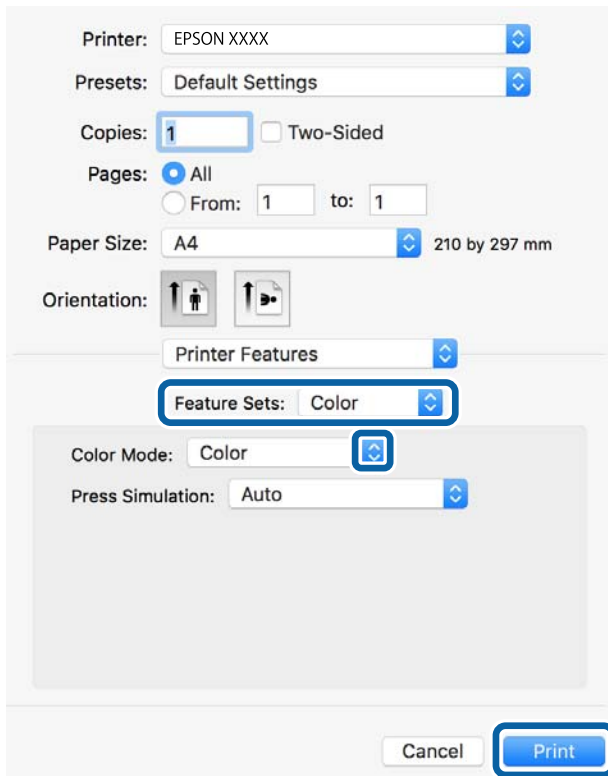 Printer: EPSON XXXX
Presets: Default Settings
Copies: 1 Two-Sided
Pages: All
From: 1 to: 1
Paper Size: A4 210 by 297 mm
Orientation:
Printer Features
Feature Sets: Color
Color Mode: Color
Press Simulation: Auto
Cancel Print